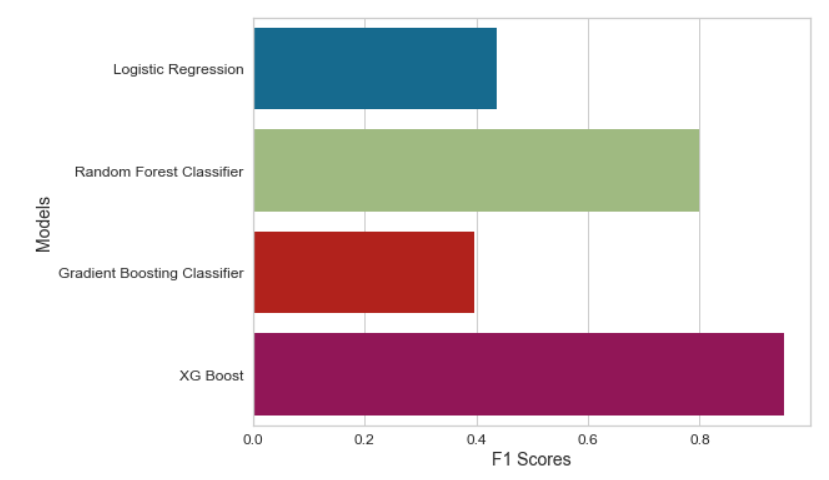 Models
Logistic Regression
Random Forest Classifier
Gradient Boosting Classifier
XG Boost
0.0 0.2 0.4 0.6 0.8
F1 Scores